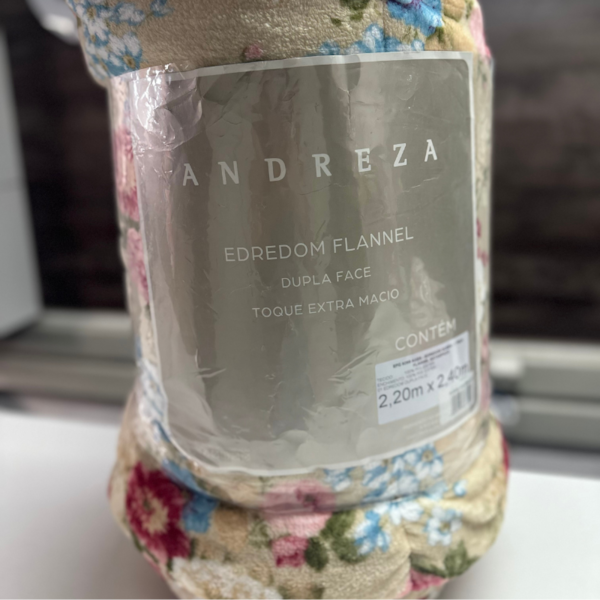 ANDREZA
EDREDOM FLANNEL
DUPLA FACE
TOQUE EXTRA MACIO
CONTÉM
2,20m x 2,40m